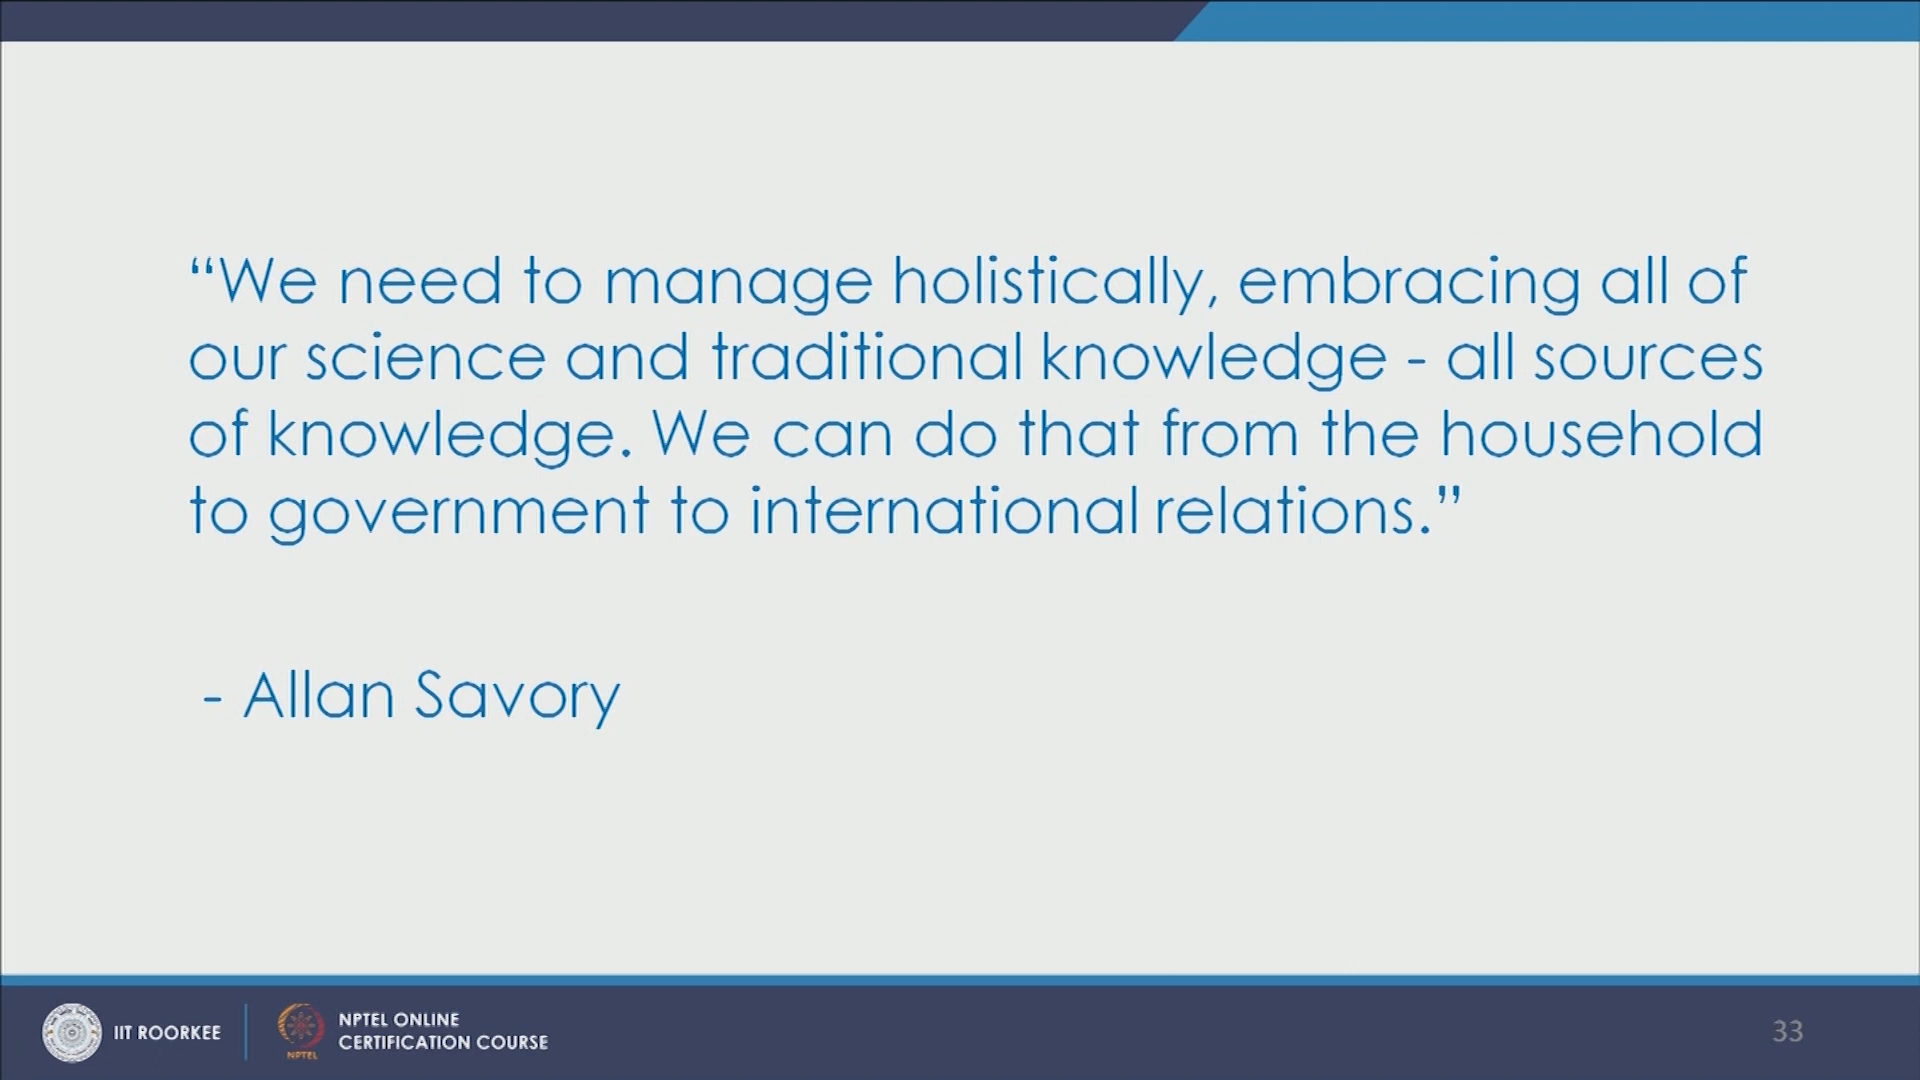 “We need to manage holistically, embracing all of
our science and traditional knowledge - all sources
of knowledge. We can do that from the household
to government to international relations.”
- Allan Savory
IIT ROORKEE
NPTEL
NPTEL ONLINE
CERTIFICATION COURSE
33